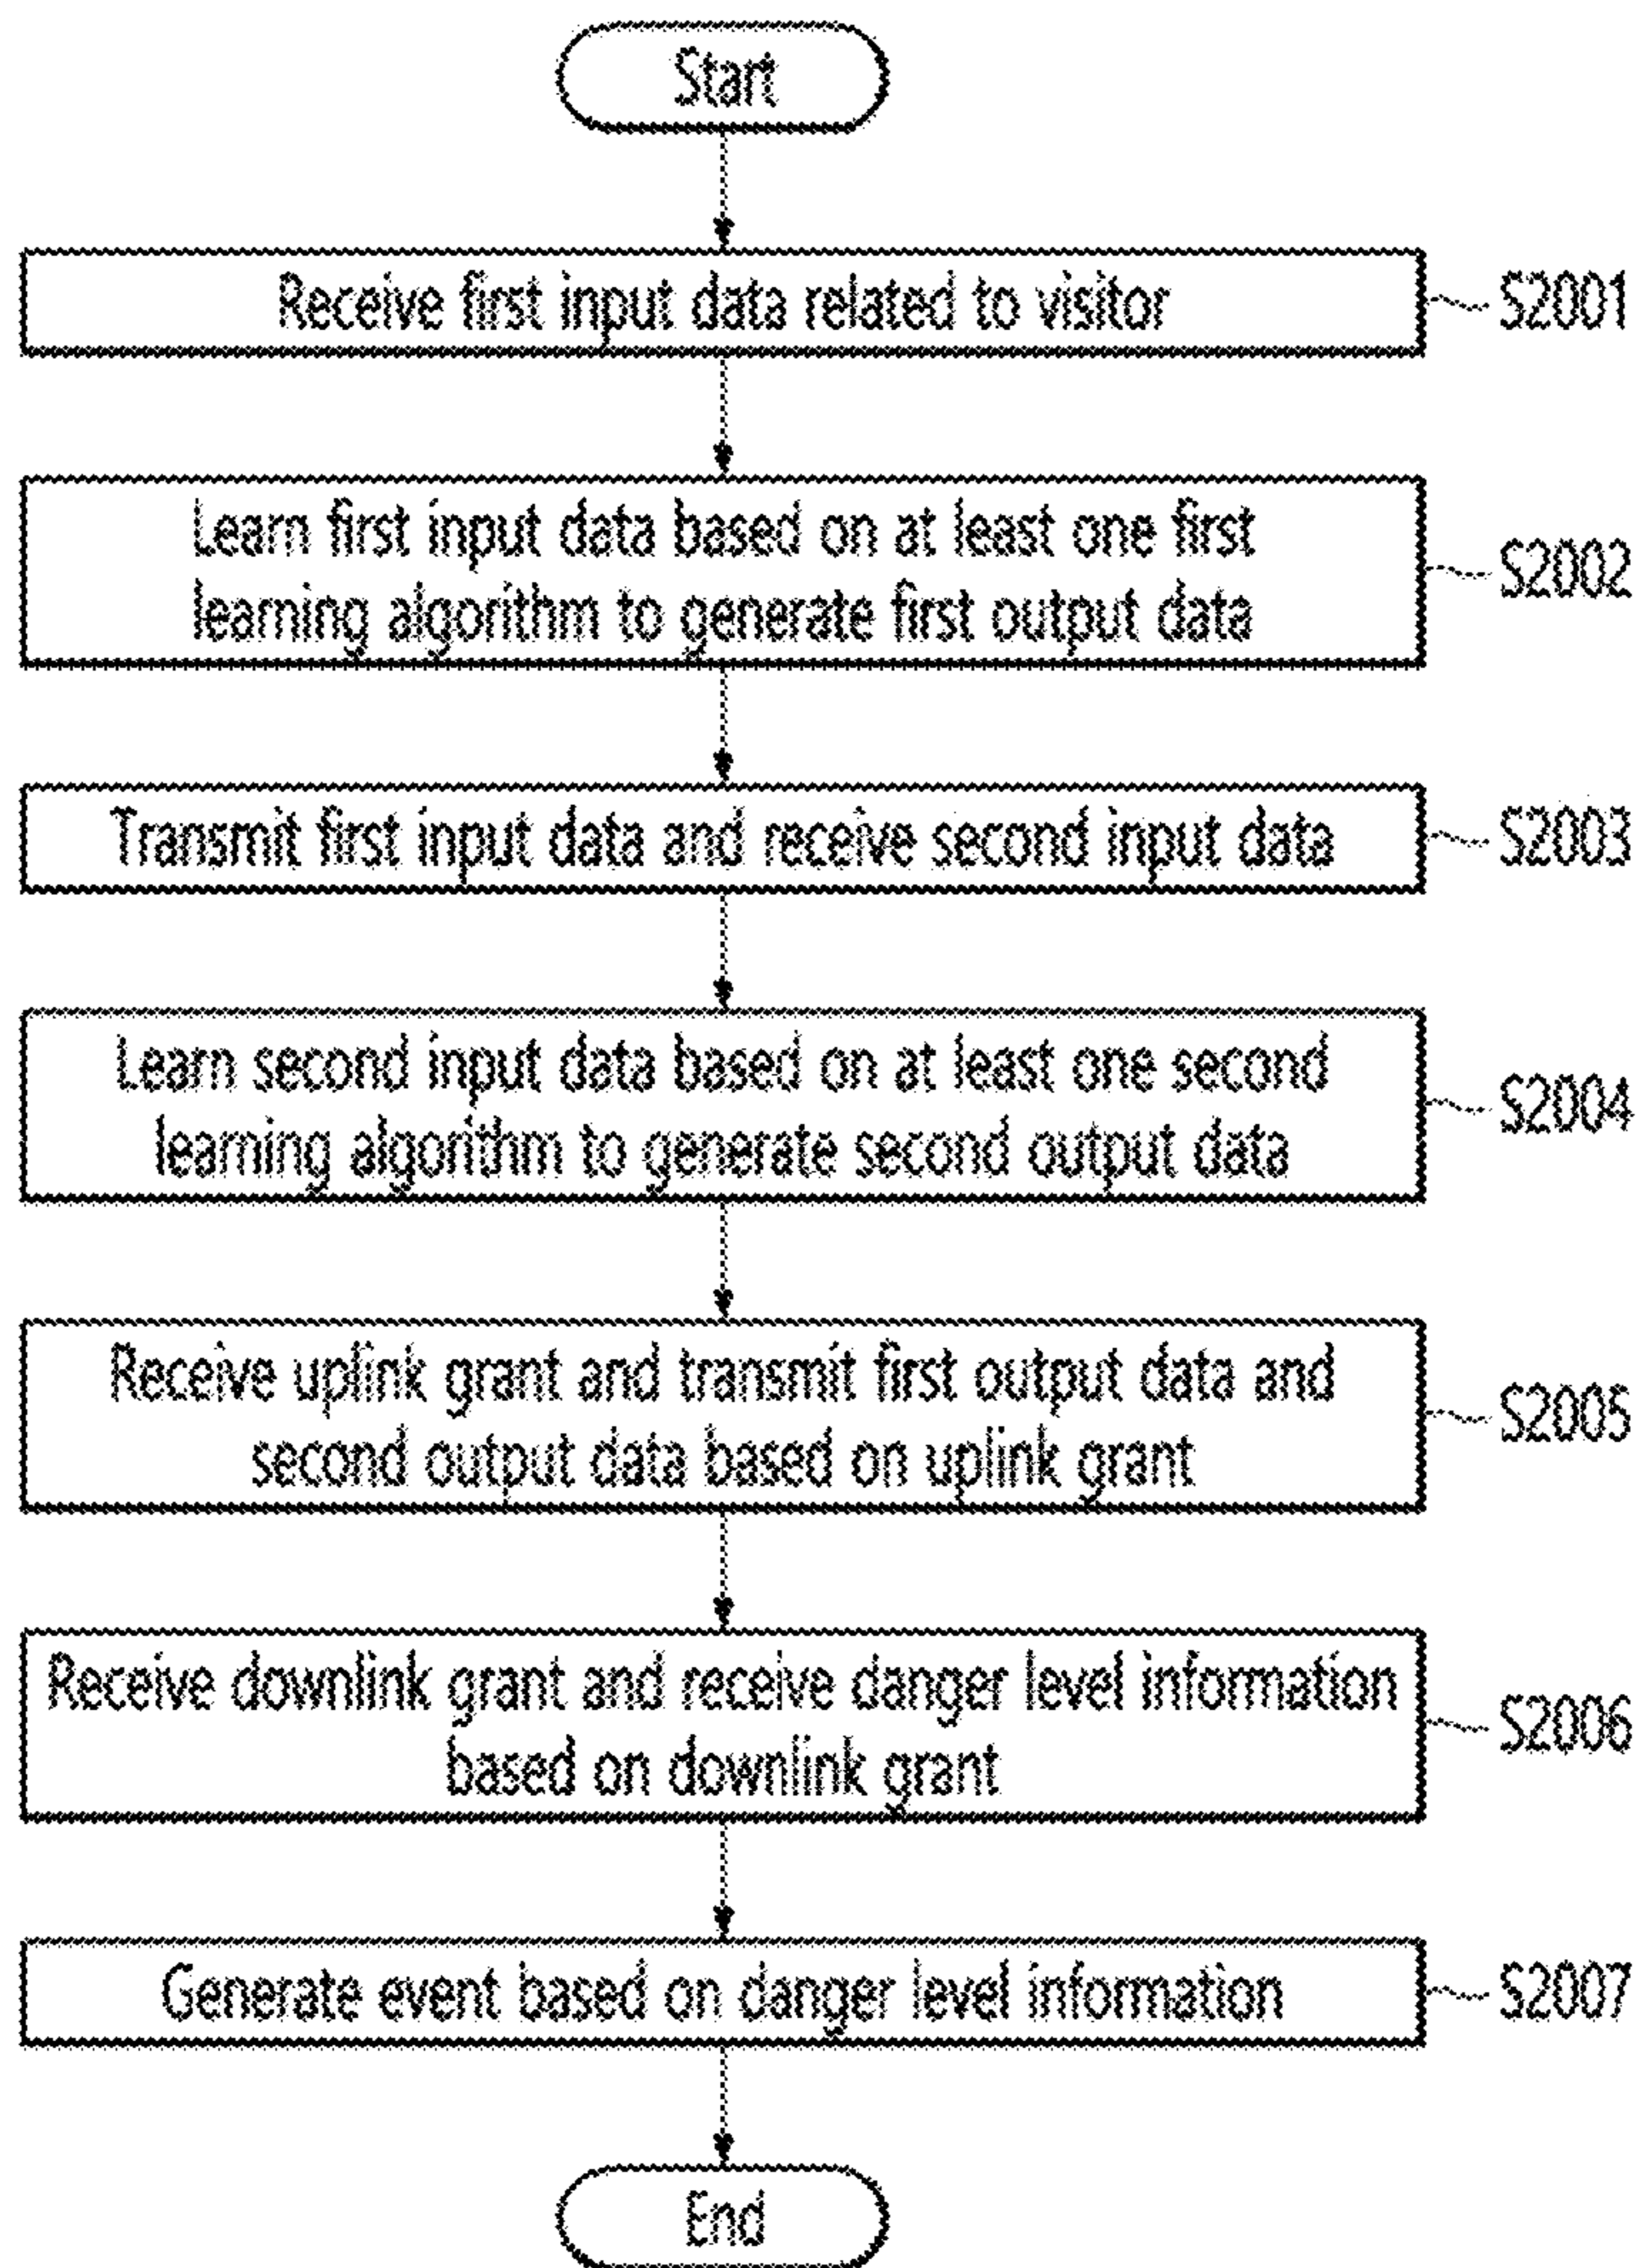 Start
Receive first input data related to visitor
S2001
Learn first input data based on at least one first
learning algorithm to generate first output data
S2002
Transmit first input data and receive second input data
S2003
Learn second input data based on at least one second
learning algorithm to generate second output data
S2004
Receive uplink grant and transmit first output data and
second output data based on uplink grant
S2005
Receive downlink grant and receive danger level information
based on downlink grant
S2006
Generate event based on danger level information
S2007
End